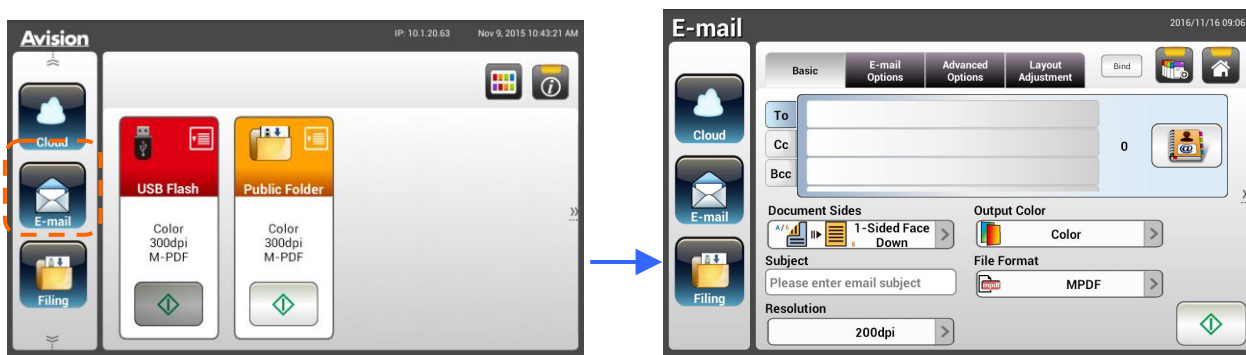 Avision
IP: 10.1.20.63
Nov 9, 2015 10:43:21 AM
Cloud
E-mail
Filing
USB Flash
Color
300dpi
M-PDF
Public Folder
Color
300dpi
M-PDF
E-mail
2016/11/16 09:06
Cloud
E-mail
Filing
Basic
E-mail
Options
Advanced
Options
Layout
Adjustment
Bind
To
Cc
Bcc
0
Document Sides
A/B
1-Sided Face
Down
Output Color
Color
Subject
Please enter email subject
File Format
mpdf
MPDF
Resolution
200dpi